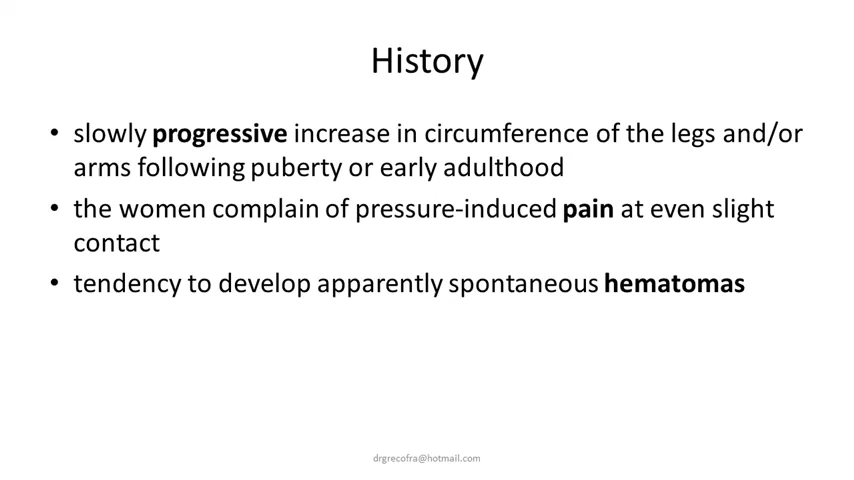 History
• slowly progressive increase in circumference of the legs and/or
arms following puberty or early adulthood
• the women complain of pressure-induced pain at even slight
contact
• tendency to develop apparently spontaneous hematomas
drgrecofra@hotmail.com